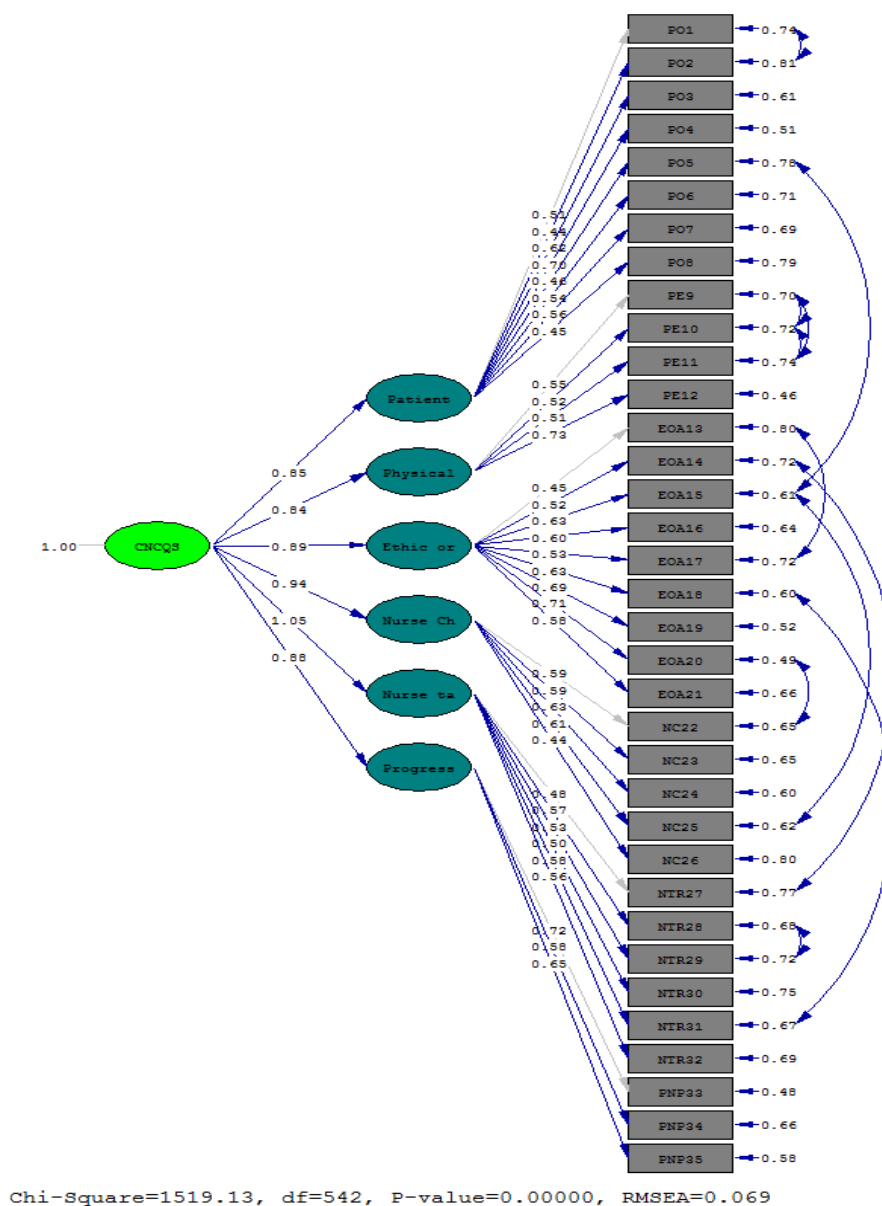 PO1 0.74
PO2 0.81
PO3 0.61
PO4 0.51
PO5 0.78
PO6 0.71
0.51 PO7 0.69
0.44
0.62 PO8 0.79
0.70
0.46 PE9 0.70
0.54
0.56 PE10 0.72
0.45
PE11 0.74
Patient 0.55 PE12 0.46
0.52
0.51 EOA13 0.80
0.73
0.85 Physical EOA14 0.72
0.45 EOA15 0.61
0.84 0.52
0.63 EOA16 0.64
1.00 CNCQS 0.89 Ethic or 0.60
0.53 EOA17 0.72
0.94 0.63
0.69 EOA18 0.60
1.05 Nurse Ch 0.71
0.58 EOA19 0.52
0.88 EOA20 0.49
0.59
Nurse ta 0.59 EOA21 0.66
0.63
0.61 NC22 0.65
0.44
Progress NC23 0.65
0.48 NC24 0.60
0.57
0.53 NC25 0.62
0.50
0.58 NC26 0.80
0.56
NTR27 0.77
0.72 NTR28 0.68
0.58
0.65 NTR29 0.72
NTR30 0.75
NTR31 0.67
NTR32 0.69
PNP33 0.48
PNP34 0.66
PNP35 0.58
Chi-Square=1519.13, df=542, P-value=0.00000, RMSEA=0.069